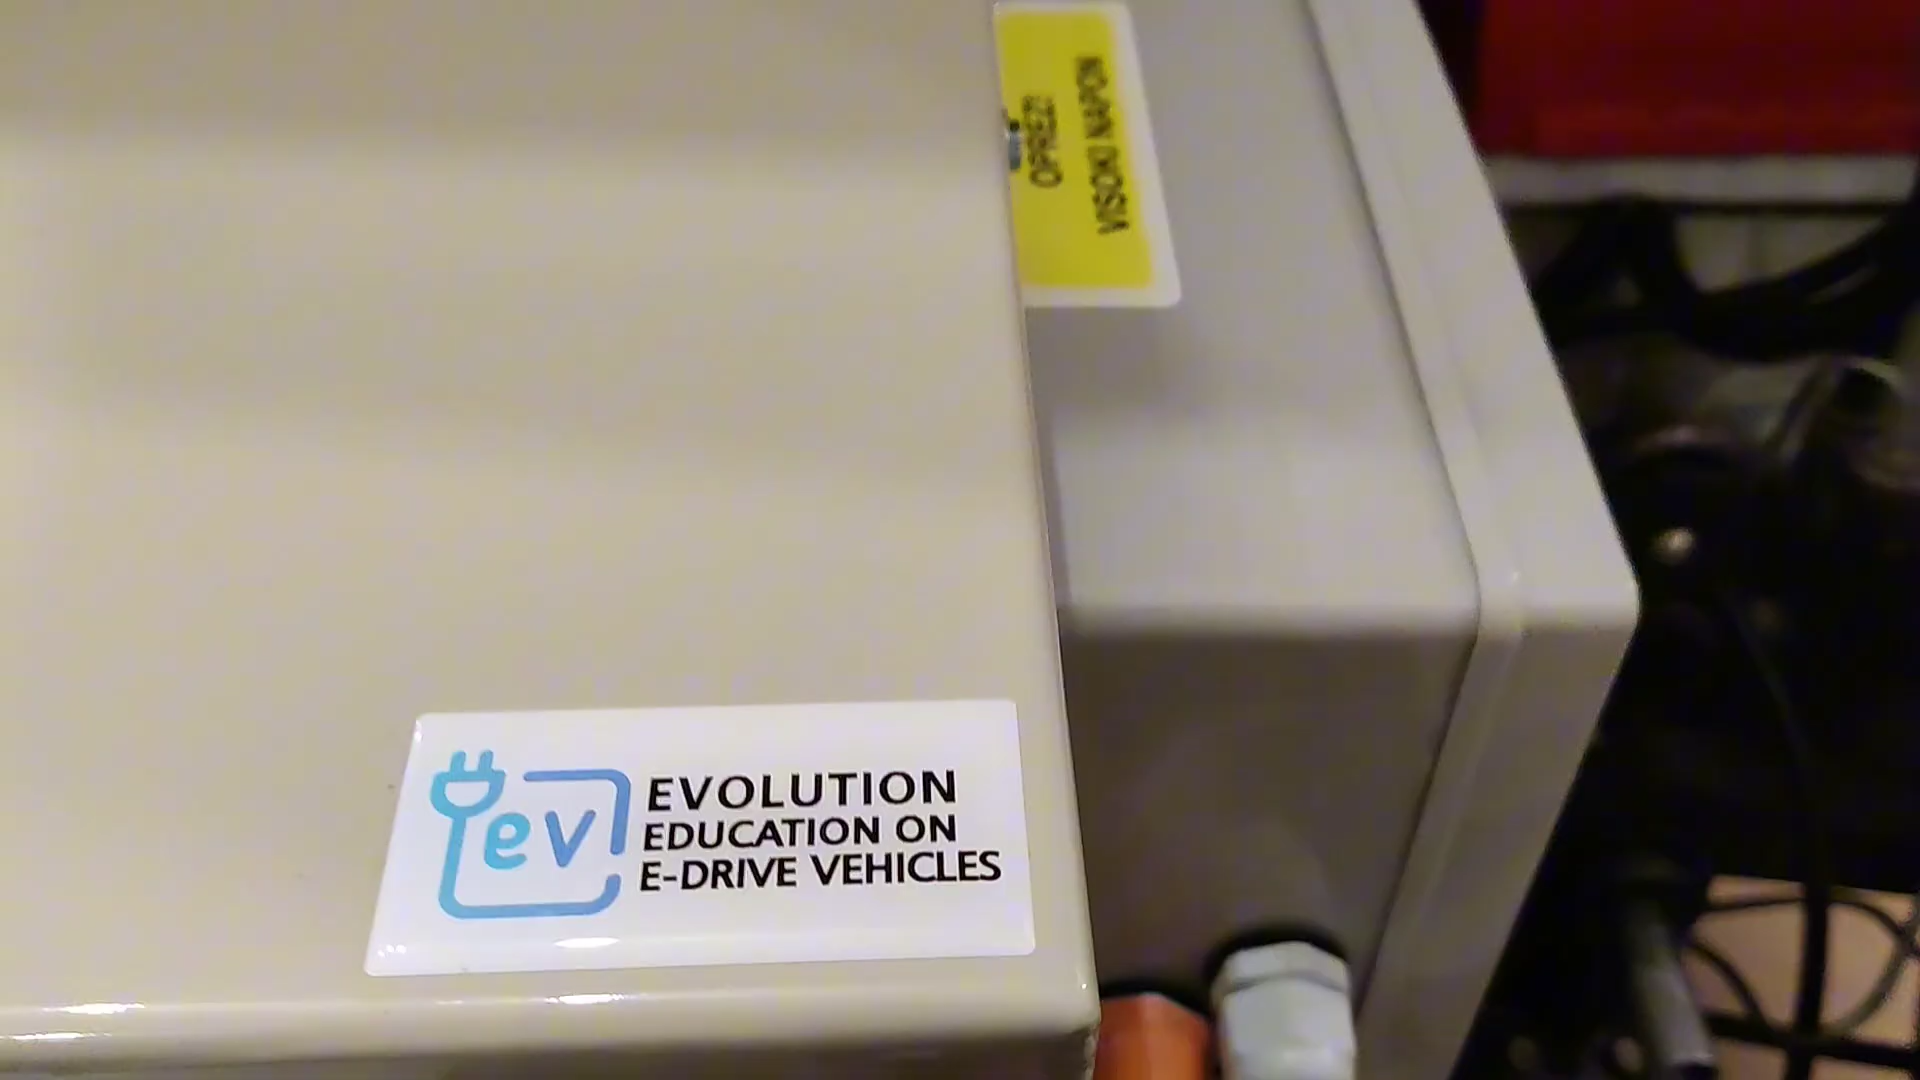 OPREZ!
VISOKI NAPON
ev
EVOLUTION
EDUCATION ON
E-DRIVE VEHICLES